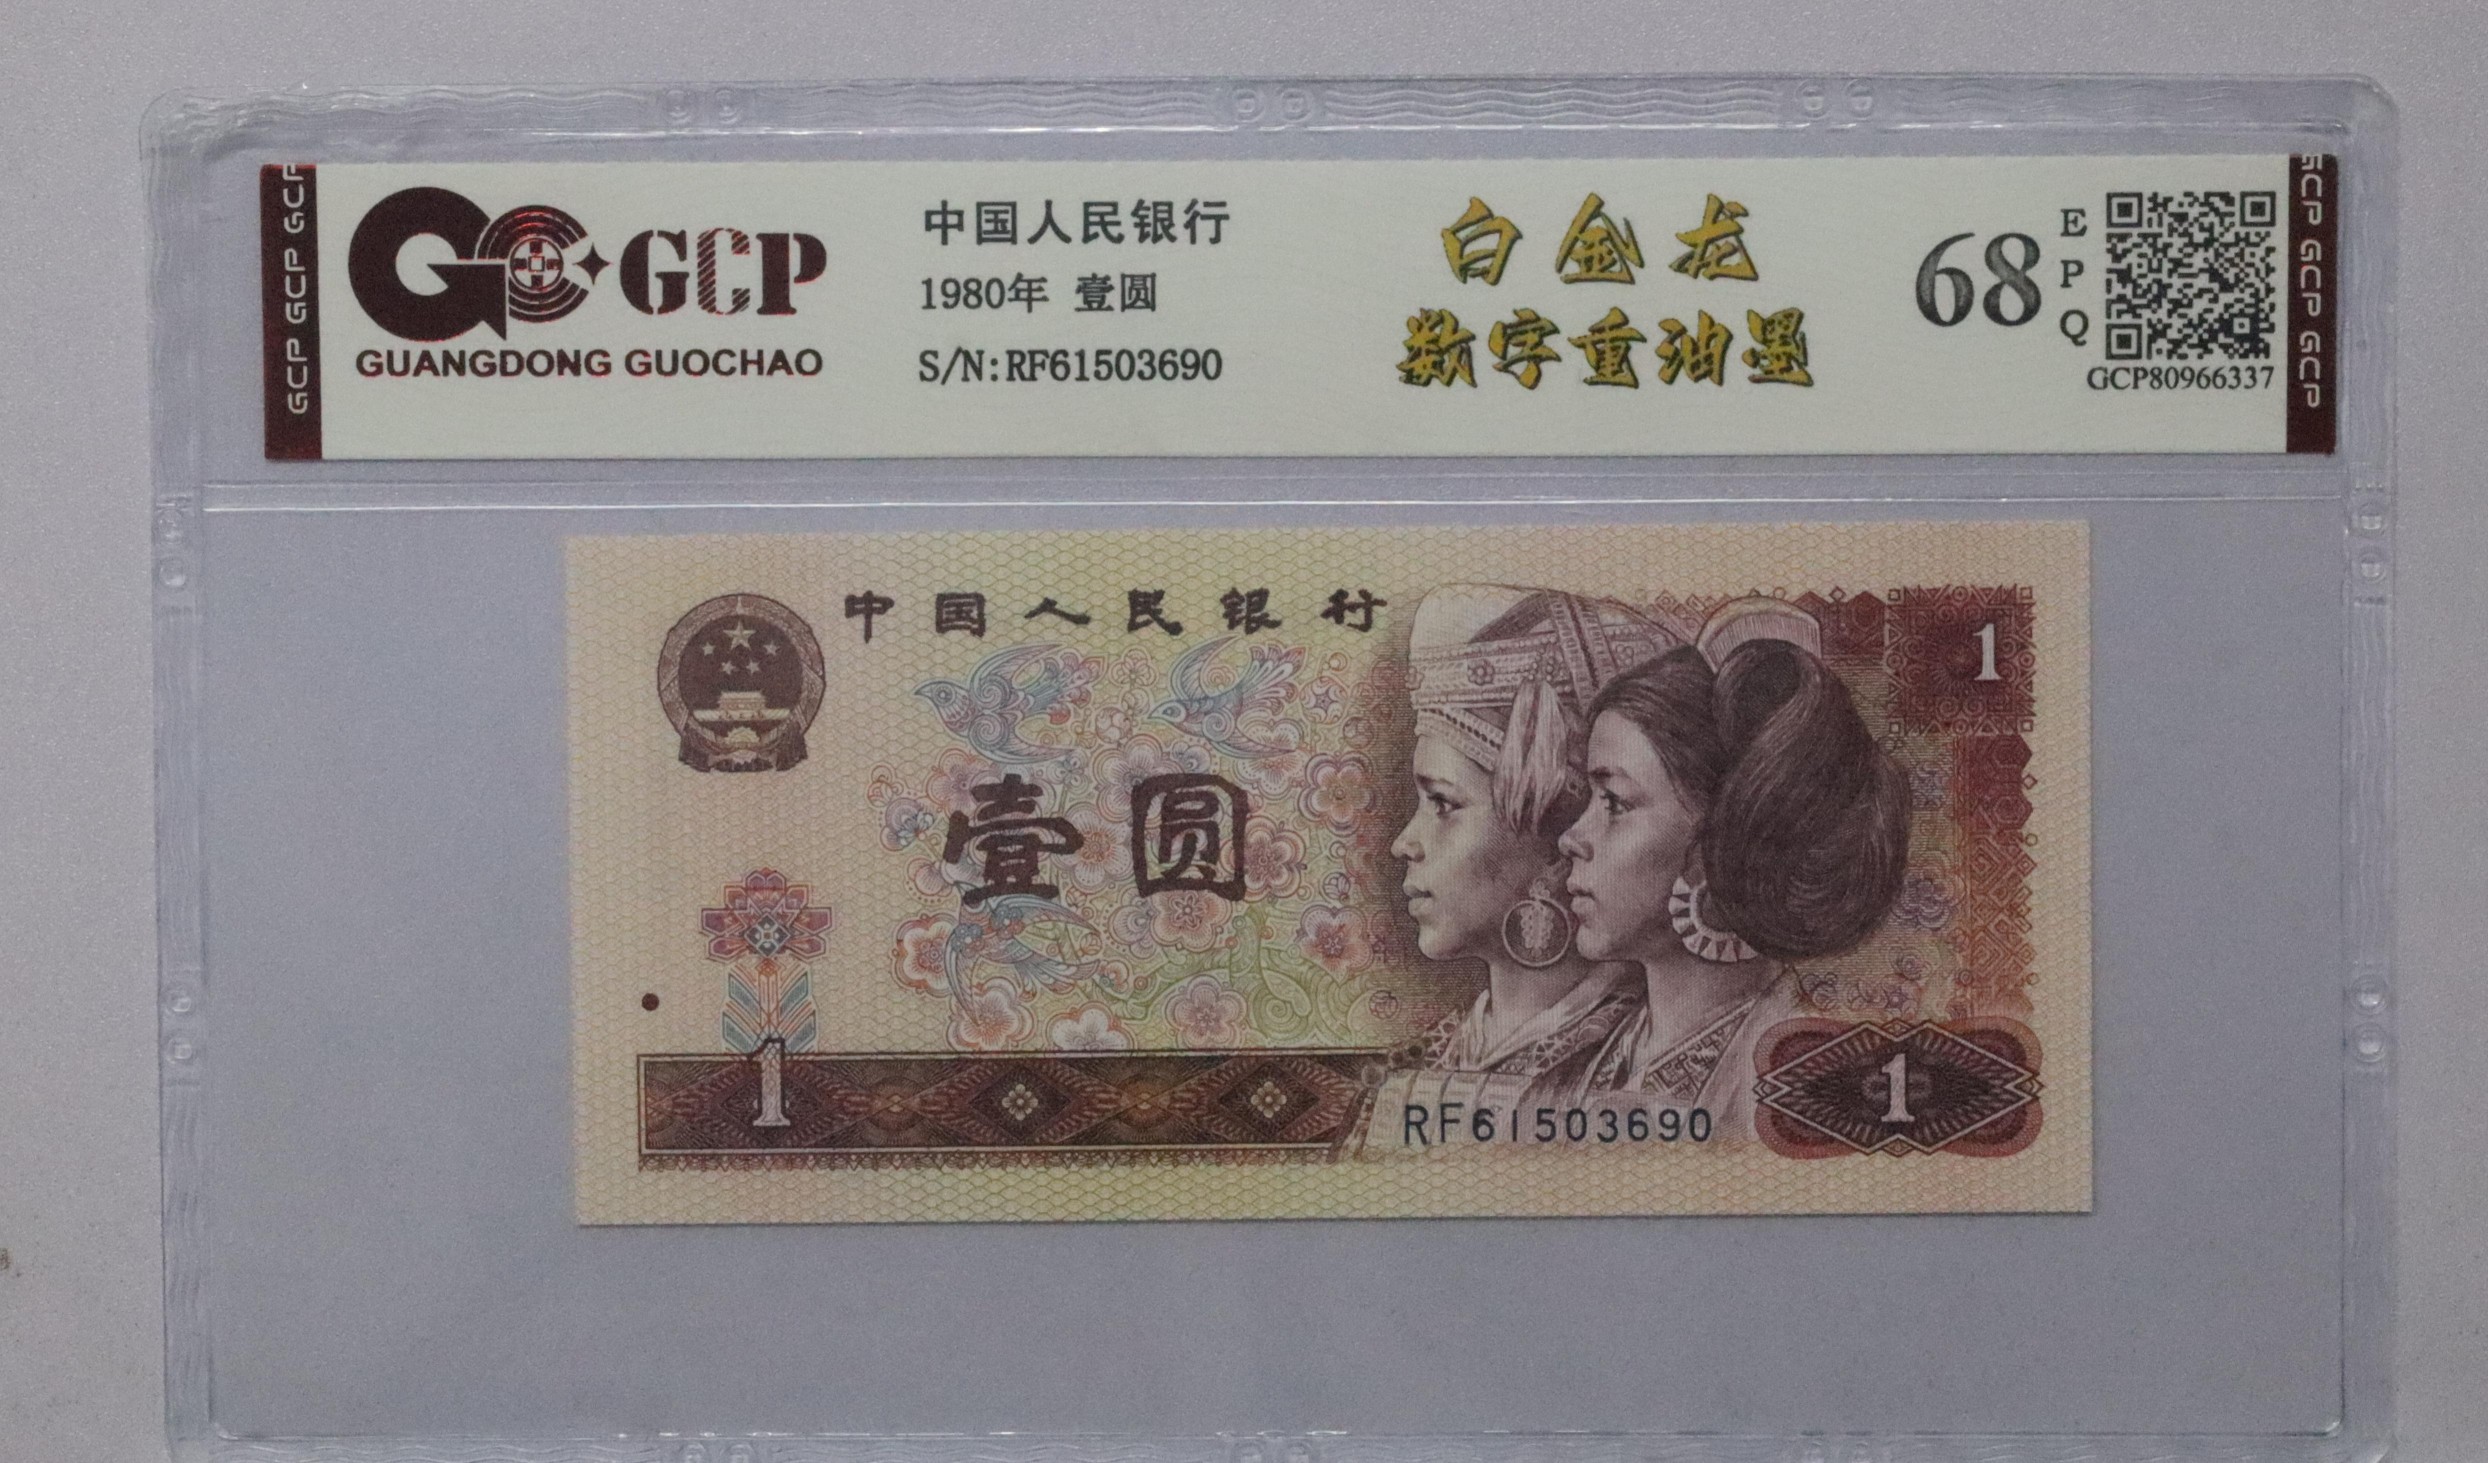 GCP GCP GCP
GCP
GUANGDONG GUOCHAO
中国人民银行
1980年 壹圆
S/N:RF61503690
白金龙
数字重油墨
68
EPQ
GCP80966337
GCP GCP GCP
中国人民银行
1
壹圆
1
RF61503690
1